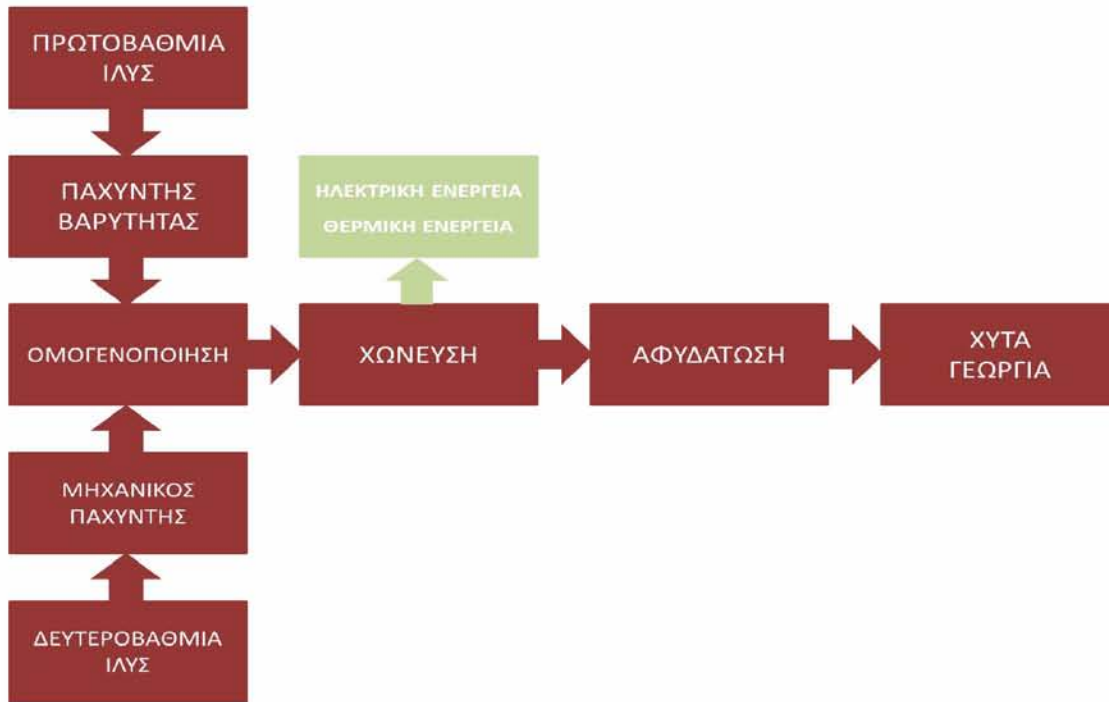 ΠΡΩΤΟΒΑΘΜΙΑ
ΙΛΥΣ
ΠΑΧΥΝΤΗΣ
ΒΑΡΥΤΗΤΑΣ
ΗΛΕΚΤΡΙΚΗ ΕΝΕΡΓΕΙΑ
ΘΕΡΜΙΚΗ ΕΝΕΡΓΕΙΑ
ΟΜΟΓΕΝΟΠΟΙΗΣΗ
ΧΩΝΕΥΣΗ
ΑΦΥΔΑΤΩΣΗ
ΧΥΤΑ
ΓΕΩΡΓΙΑ
ΜΗΧΑΝΙΚΟΣ
ΠΑΧΥΝΤΗΣ
ΔΕΥΤΕΡΟΒΑΘΜΙΑ
ΙΛΥΣ